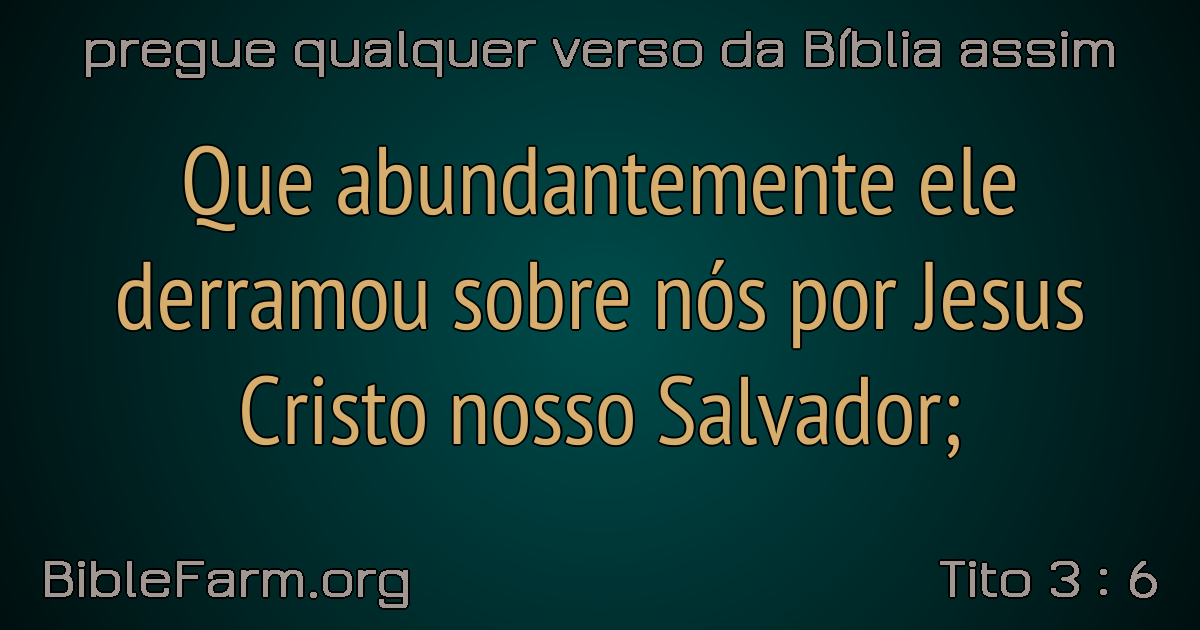 pregue qualquer verso da Bíblia assim
Que abundantemente ele
derramou sobre nós por Jesus
Cristo nosso Salvador;
BibleFarm.org
Tito 3 : 6